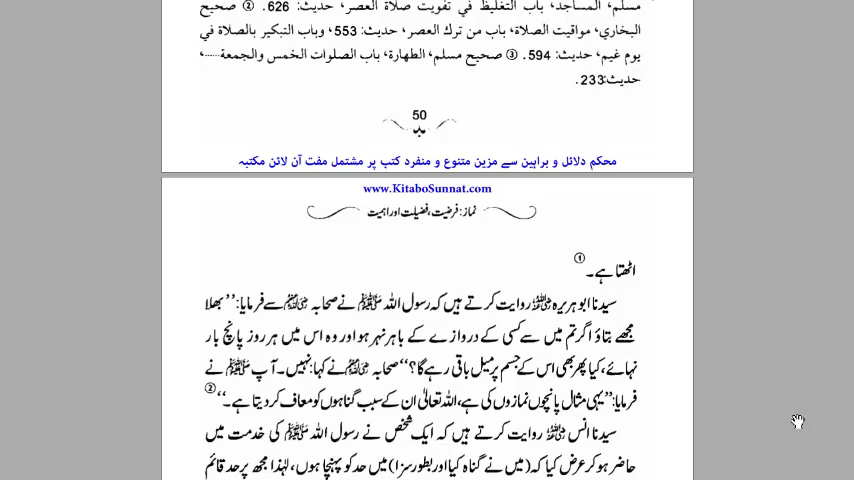 مسلم، المساجد، باب التغليظ في تفويت صلاة العصر، حديث: 626. ② صحيح
البخاري، مواقيت الصلاة، باب من ترك العصر، حديث: 553، وباب التبكير بالصلاة في
يوم غيم، حديث: 594. ③ صحيح مسلم، الطهارة، باب الصلوات الخمس والجمعة......،
حديث:233.
50
محکم دلائل و براہین سے مزین متنوع و منفرد کتب پر مشتمل مفت آن لائن مکتبہ
www.KitaboSunnat.com
نماز: فرضیت، فضیلت اور اہمیت
اٹھتا ہے۔ ①
سیدنا ابو ہریرہ رضی اللہ عنہ روایت کرتے ہیں کہ رسول اللہ ﷺ نے صحابہ رضی اللہ عنہم سے فرمایا: ’’بھلا
مجھے بتاؤ اگر تم میں سے کسی کے دروازے کے باہر نہر ہو اور وہ اس میں ہر روز پانچ بار
نہائے، کیا پھر بھی اس کے جسم پر میل باقی رہے گا؟‘‘ صحابہ رضی اللہ عنہم نے کہا: نہیں۔ آپ ﷺ نے
فرمایا: ’’یہی مثال پانچوں نمازوں کی ہے، اللہ تعالیٰ ان کے سبب گناہوں کو معاف کر دیتا ہے۔‘‘ ②
سیدنا انس رضی اللہ عنہ روایت کرتے ہیں کہ ایک شخص نے رسول اللہ ﷺ کی خدمت میں
حاضر ہو کر عرض کیا کہ (میں نے گناہ کیا اور بطور سزا) میں حد کو پہنچا ہوں، لہٰذا مجھ پر حد قائم